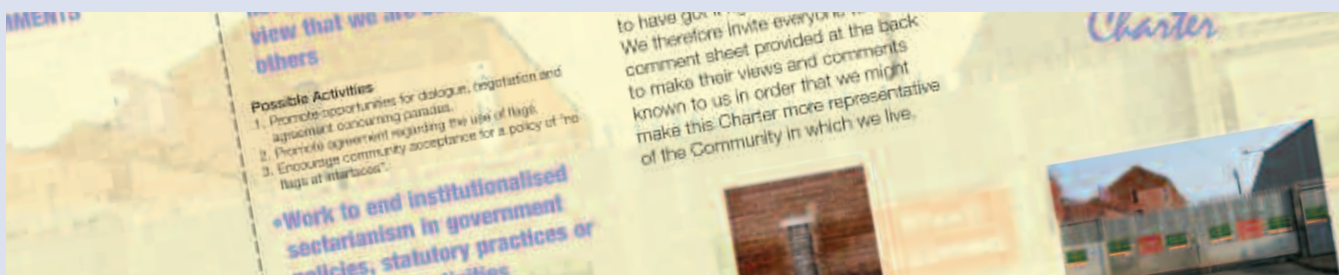 MMENTS
view that we are
others
Possible Activities
1. Promote opportunities for dialogue, negotiation and
agreement concerning parades.
2. Promote agreement regarding the use of flags.
3. Encourage community acceptance for a policy of "no
flags at interfaces".
•Work to end institutionalised
sectarianism in government
policies, statutory practices or
to have got
We therefore invite everyone
comment sheet provided at the back
to make their views and comments
known to us in order that we might
make this Charter more representative
of the Community in which we live.
Charter